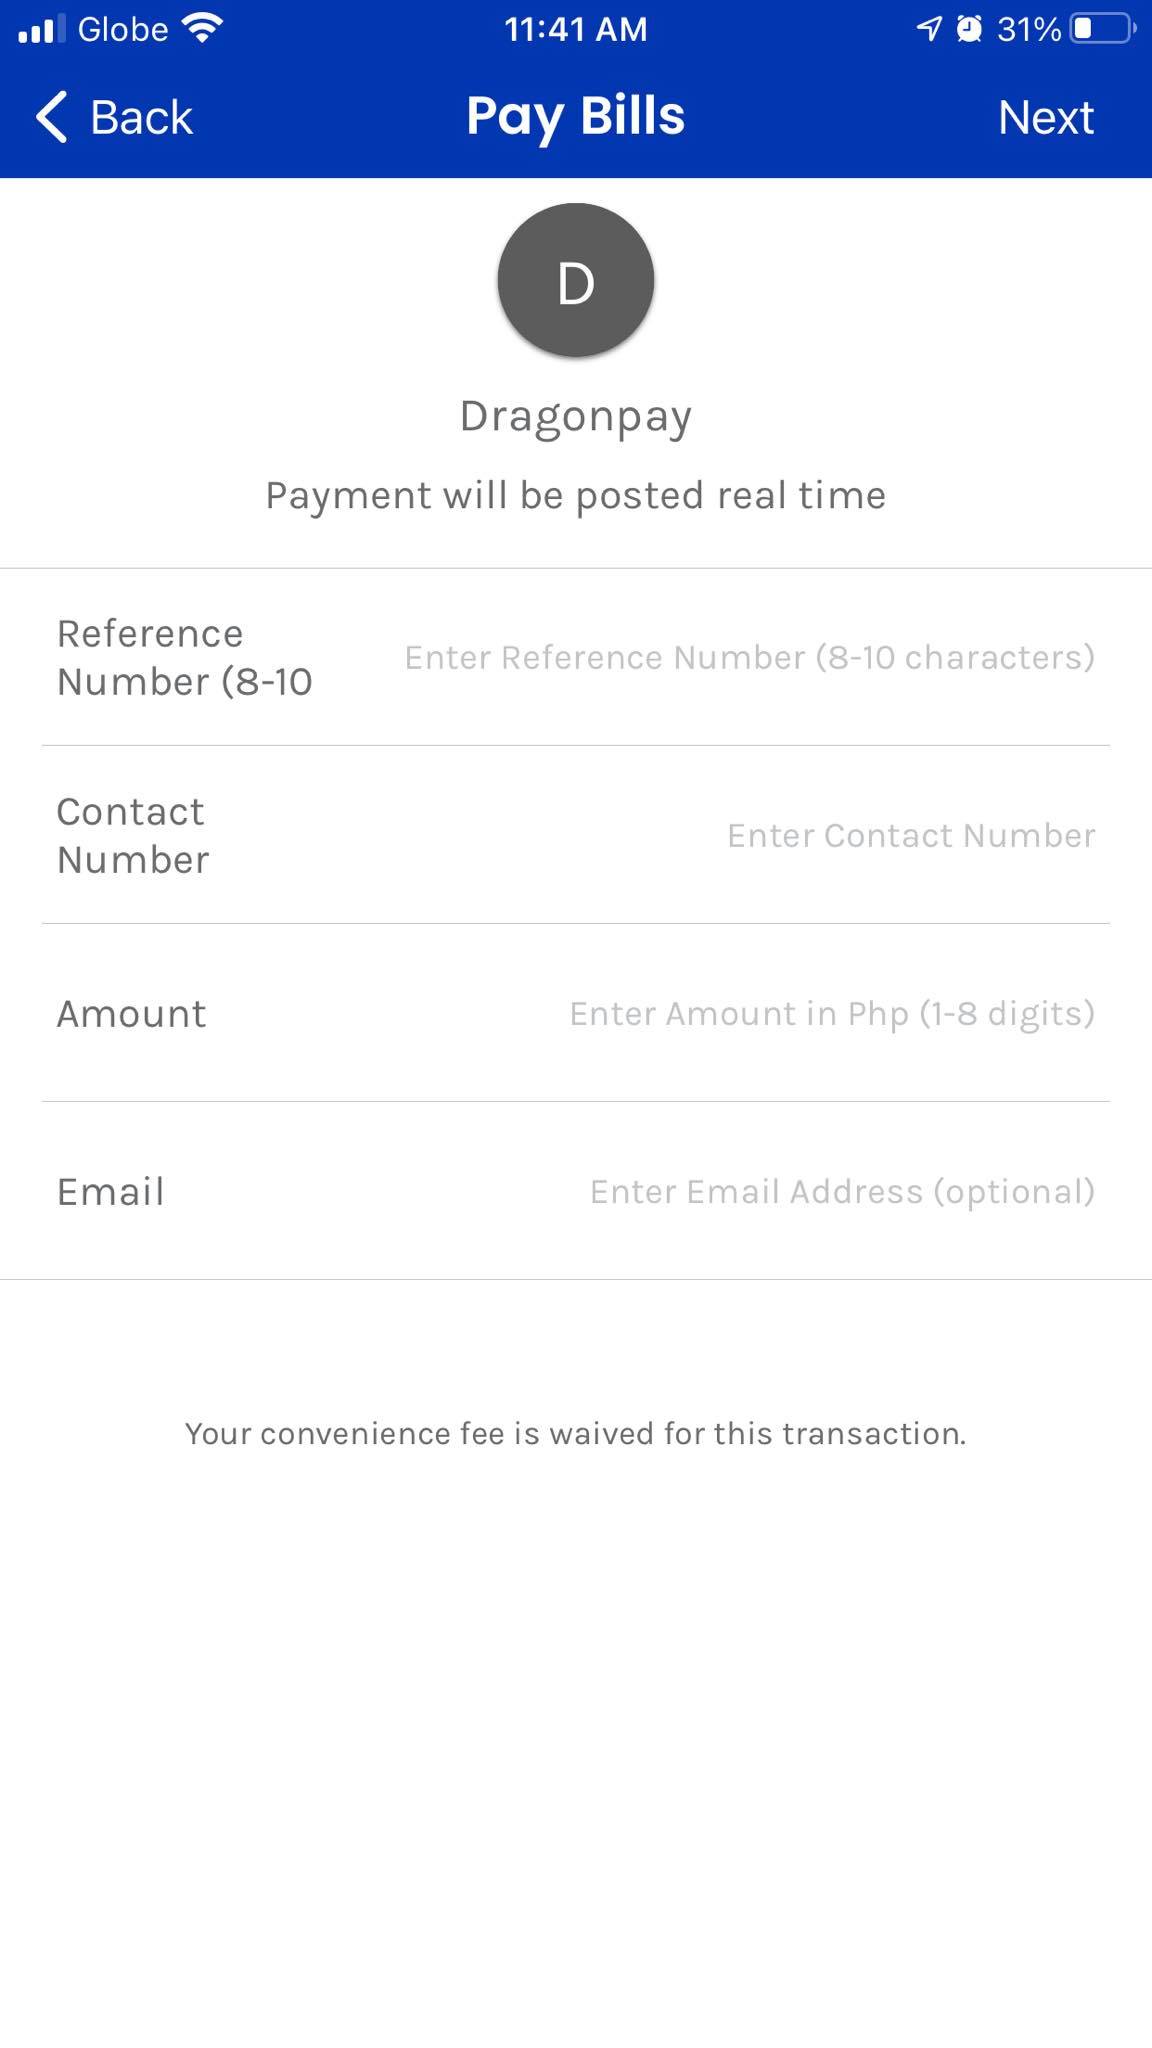 Globe 11:41 AM 31%
Back Pay Bills Next
D
Dragonpay
Payment will be posted real time
Reference
Number (8-10
Enter Reference Number (8-10 characters)
Contact
Number
Enter Contact Number
Amount
Enter Amount in Php (1-8 digits)
Email
Enter Email Address (optional)
Your convenience fee is waived for this transaction.